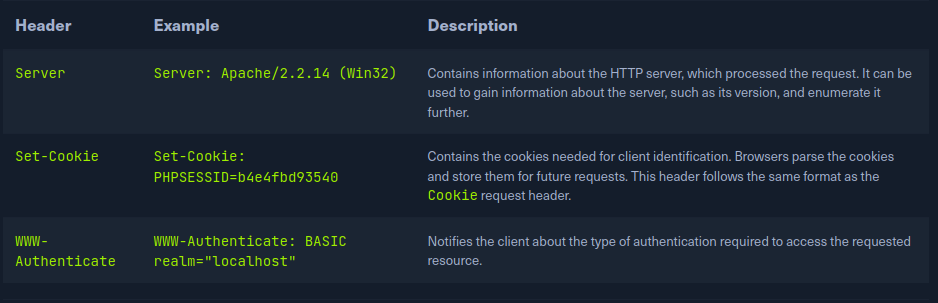 Header Example Description
Server Server: Apache/2.2.14 (Win32) Contains information about the HTTP server, which processed the request. It can be
used to gain information about the server, such as its version, and enumerate it
further.
Set-Cookie Set-Cookie: Contains the cookies needed for client identification. Browsers parse the cookies
PHPSESSID=b4e4fbd93540 and store them for future requests. This header follows the same format as the
Cookie request header.
WWW- WWW-Authenticate: BASIC Notifies the client about the type of authentication required to access the requested
Authenticate realm="localhost" resource.